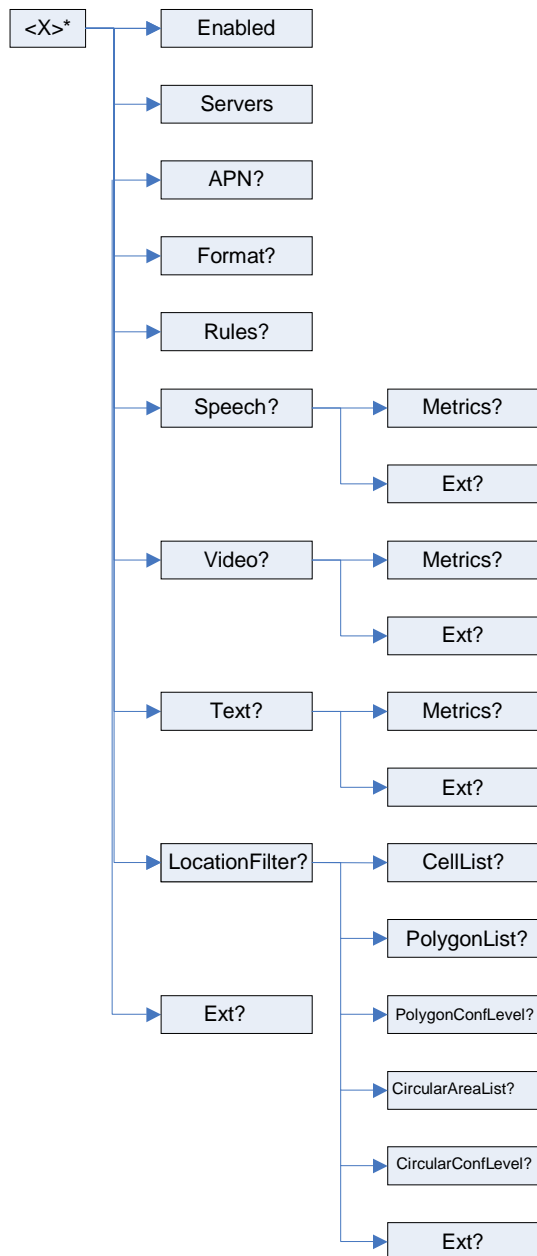 <X>*
Enabled
Servers
APN?
Format?
Rules?
Speech?
Metrics?
Ext?
Video?
Metrics?
Ext?
Text?
Metrics?
Ext?
LocationFilter?
CellList?
PolygonList?
PolygonConfLevel?
Ext?
CircularAreaList?
CircularConfLevel?
Ext?